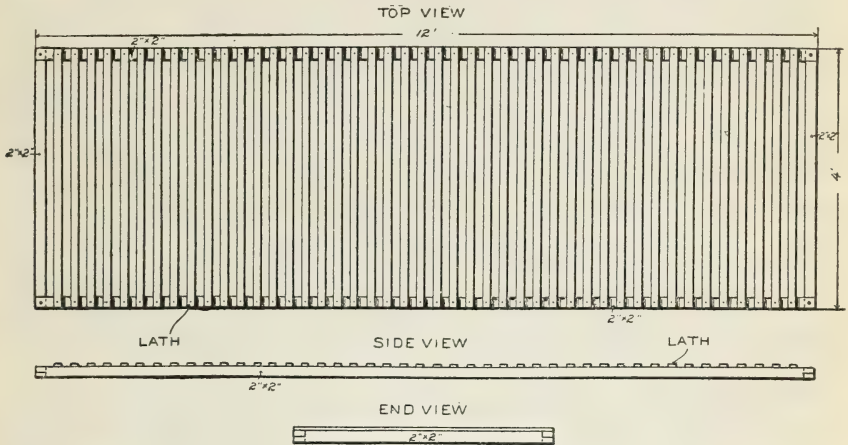 TOP VIEW
12'
2"×2"
2"×2"
2"×2"
4'
2"×2"
LATH
SIDE VIEW
LATH
2"×2"
END VIEW
2"×2"